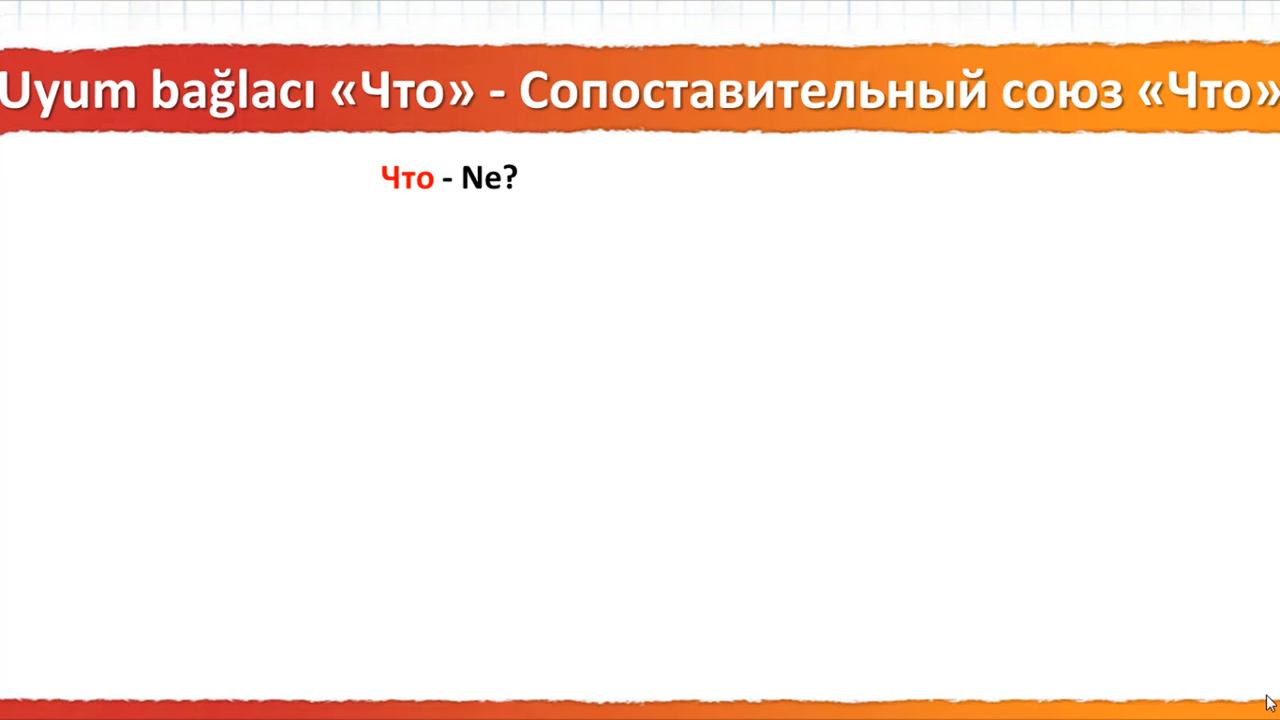 Uyum bağlacı «Что» - Сопоставительный союз «Что»
Что - Ne?